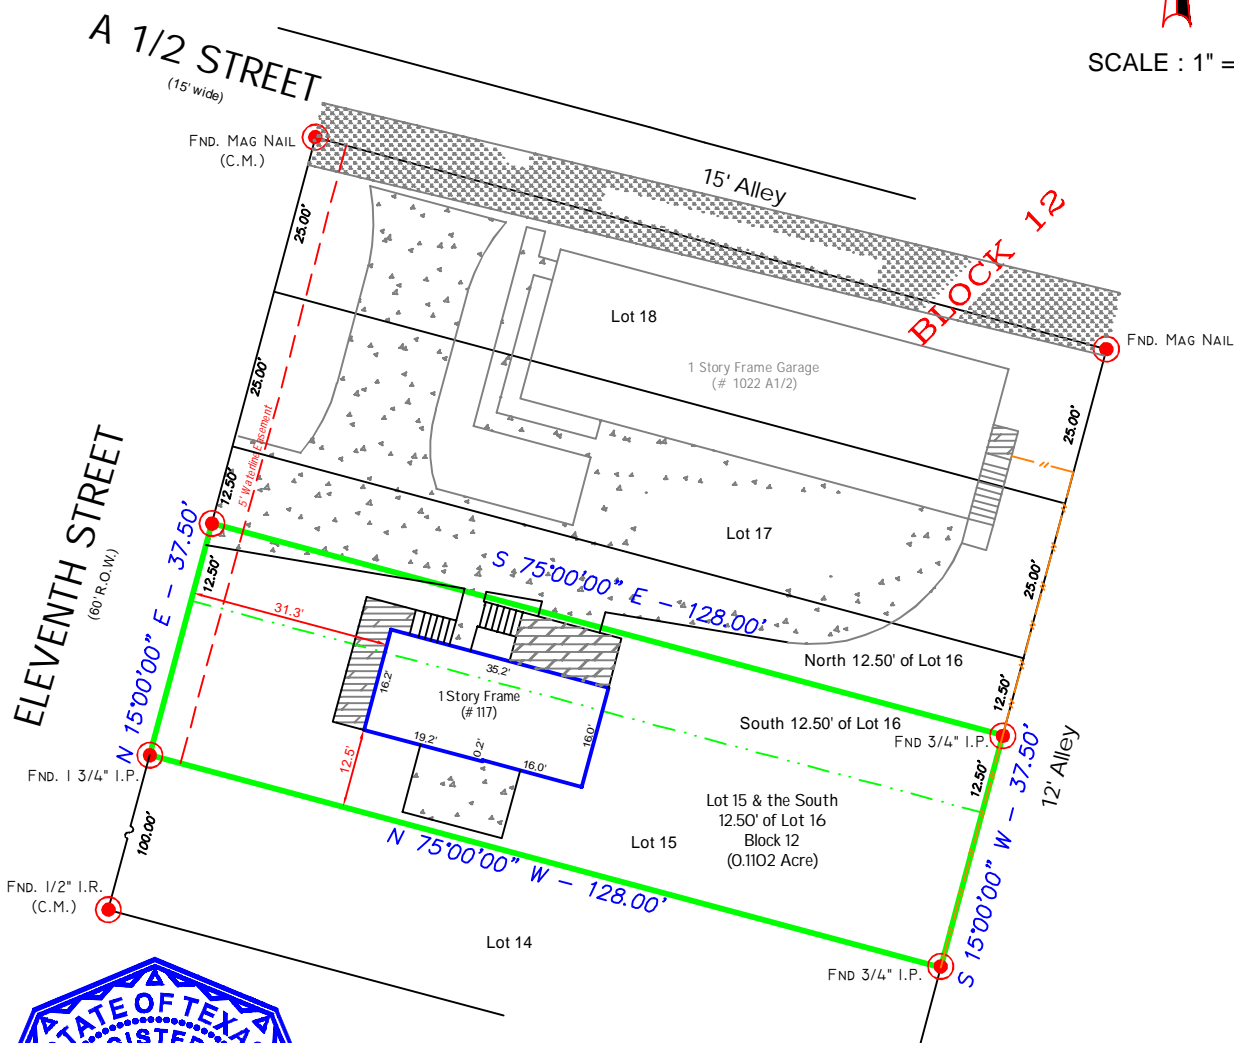 A 1/2 STREET
(15' wide)
SCALE : 1" =
FND. MAG NAIL
(C.M.)
15' Alley
BLOCK 12
25.00'
Lot 18
FND. MAG NAIL
1 Story Frame Garage
(# 1022 A1/2)
25.00'
25.00'
5' Waterline Easement
12.50'
ELEVENTH STREET
(60' R.O.W.)
Lot 17
N 15°00'00" E - 37.50'
S 75°00'00" E - 128.00'
12.50'
25.00'
31.3'
North 12.50' of Lot 16
35.2'
16.2'
1 Story Frame
(# 117)
12.50'
South 12.50' of Lot 16
FND 3/4" I.P.
19.2'
0.2'
16.0'
16.0'
12.5'
12.50'
12' Alley
FND. 1 3/4" I.P.
Lot 15 & the South
12.50' of Lot 16
Block 12
(0.1102 Acre)
100.00'
Lot 15
N 75°00'00" W - 128.00'
S 15°00'00" W - 37.50'
FND. 1/2" I.R.
(C.M.)
Lot 14
FND 3/4" I.P.
STATE OF TEXAS